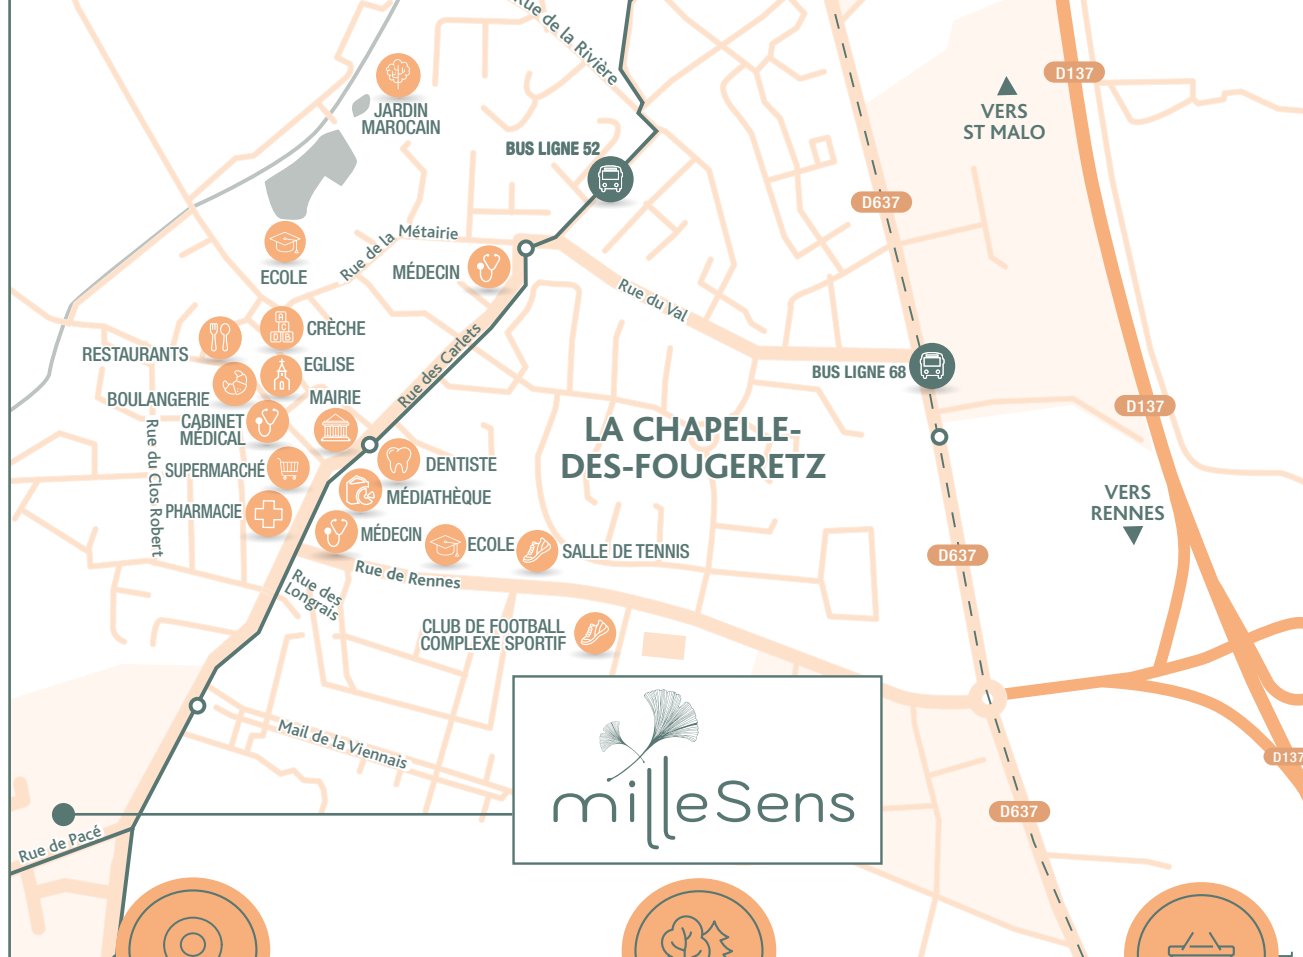 Rue de la Rivière
D137
JARDIN
MAROCAIN
VERS
ST MALO
BUS LIGNE 52
D637
Rue de la Métairie
MÉDECIN
ECOLE
Rue du Val
CRÈCHE
RESTAURANTS
EGLISE
Rue des Carlets
BUS LIGNE 68
BOULANGERIE
MAIRIE
D137
CABINET
MÉDICAL
LA CHAPELLE-
DES-FOUGERETZ
Rue du Clos Robert
SUPERMARCHÉ
DENTISTE
MÉDIATHÈQUE
VERS
RENNES
PHARMACIE
MÉDECIN
ECOLE
SALLE DE TENNIS
D637
Rue de Rennes
Rue des
Longrais
CLUB DE FOOTBALL
COMPLEXE SPORTIF
Mail de la Viennais
D137
milleSens
D637
Rue de Pacé